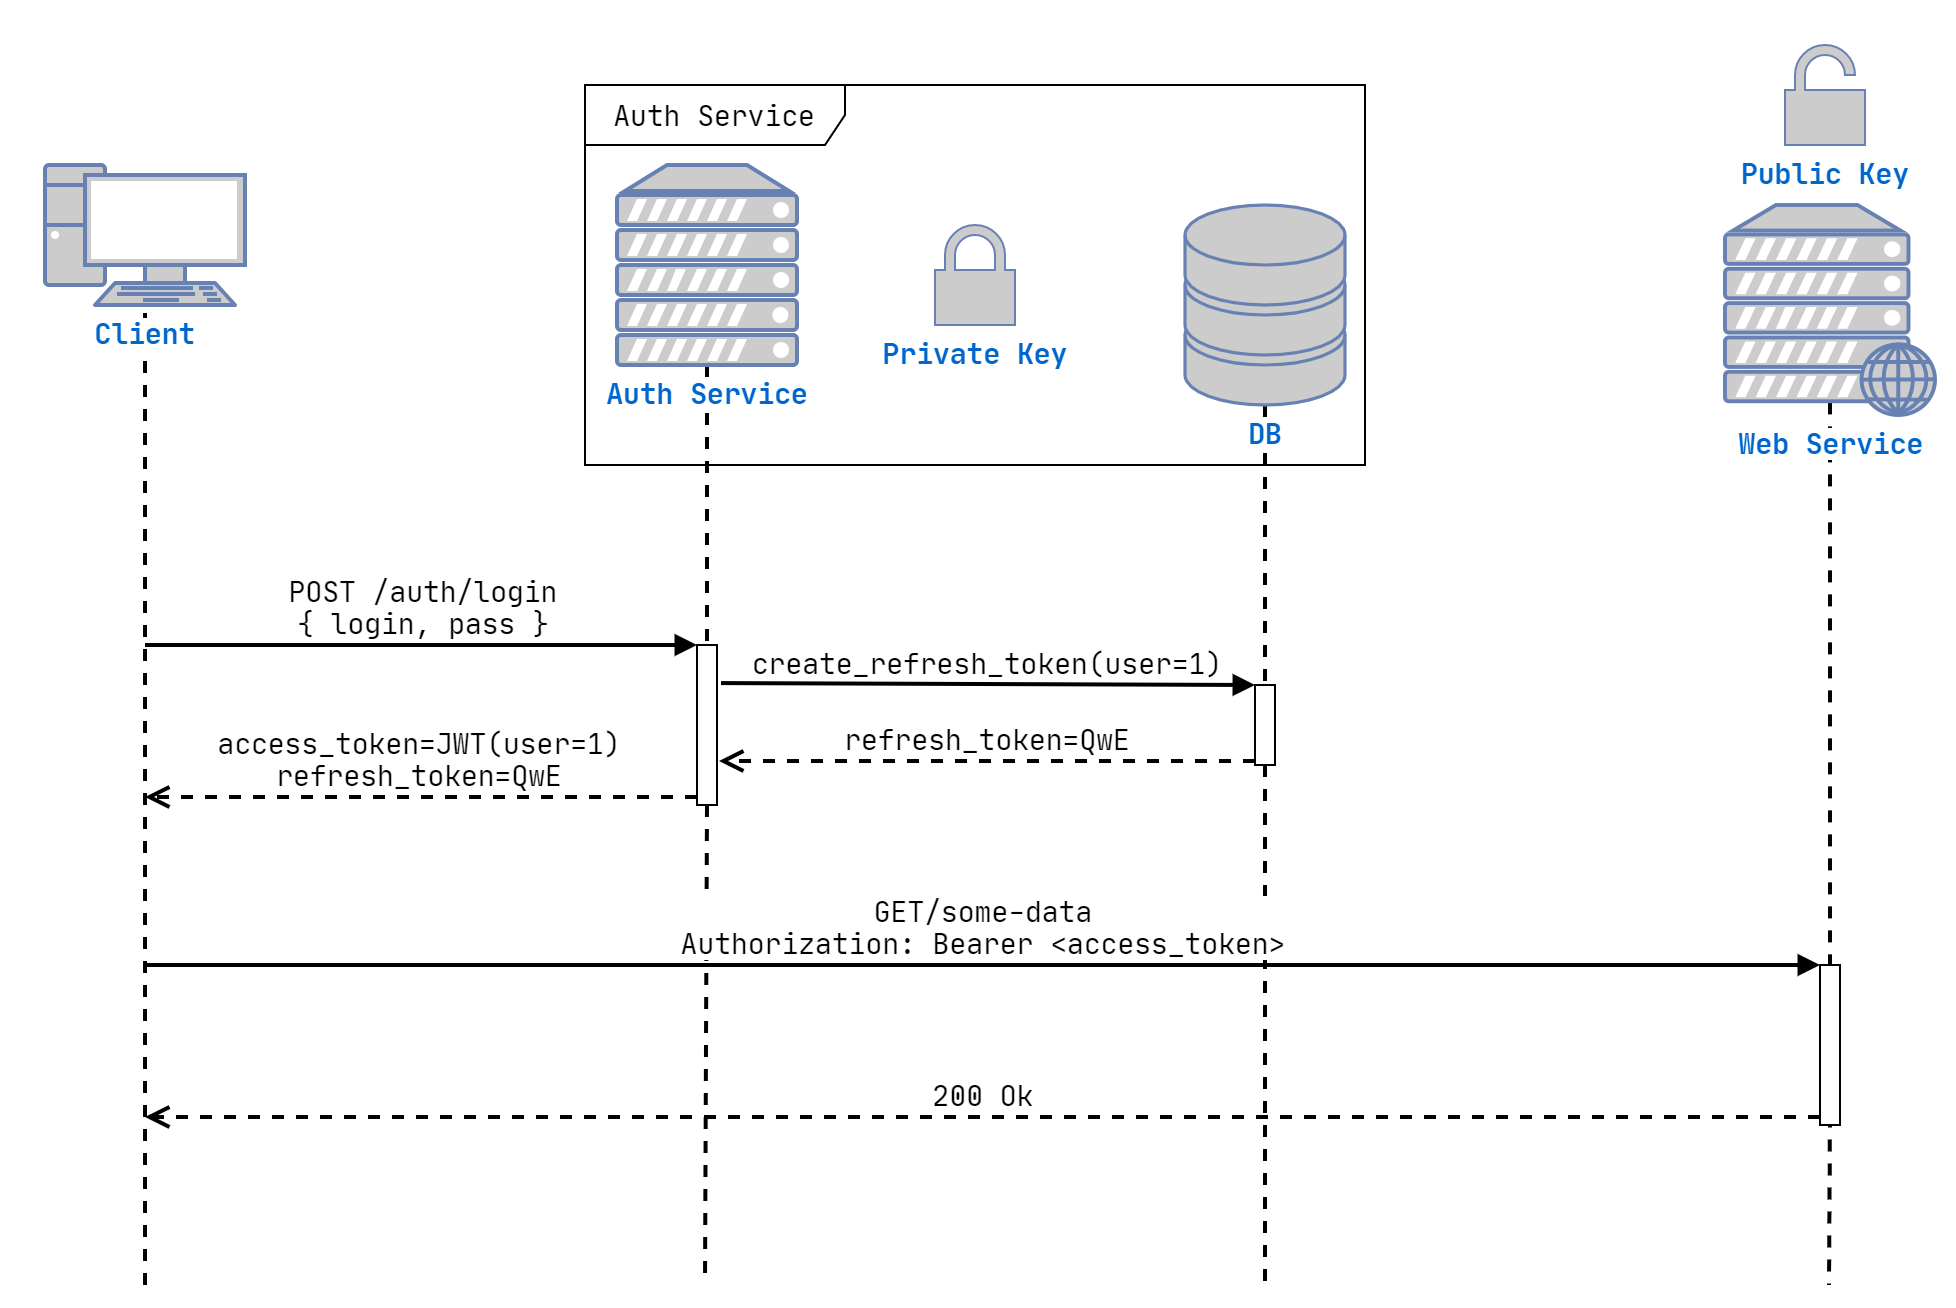 Auth Service
Public Key
Client
Private Key
Auth Service
DB
Web Service
POST /auth/login
{ login, pass }
create_refresh_token(user=1)
refresh_token=QwE
access_token=JWT(user=1)
refresh_token=QwE
GET/some-data
Authorization: Bearer <access_token>
200 Ok